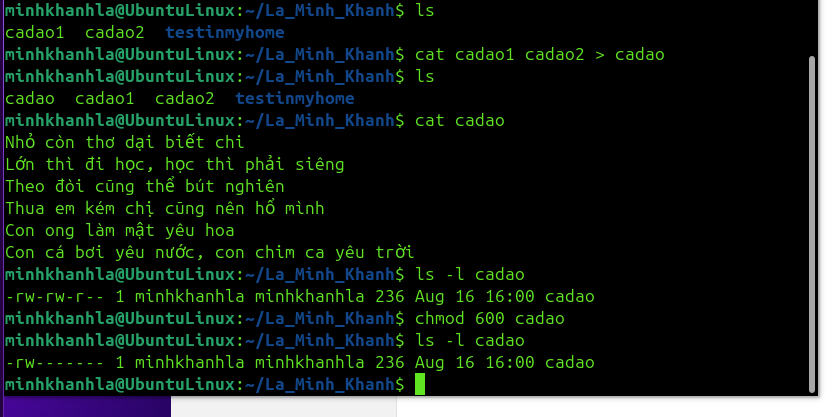 minhkhanhla@UbuntuLinux:~/La_Minh_Khanh$ ls
cadao1  cadao2  testinmyhome
minhkhanhla@UbuntuLinux:~/La_Minh_Khanh$ cat cadao1 cadao2 > cadao
minhkhanhla@UbuntuLinux:~/La_Minh_Khanh$ ls
cadao  cadao1  cadao2  testinmyhome
minhkhanhla@UbuntuLinux:~/La_Minh_Khanh$ cat cadao
Nhỏ còn thơ dại biết chi
Lớn thì đi học, học thì phải siêng
Theo đòi cũng thể bút nghiên
Thua em kém chị cũng nên hổ mình
Con ong làm mật yêu hoa
Con cá bơi yêu nước, con chim ca yêu trời
minhkhanhla@UbuntuLinux:~/La_Minh_Khanh$ ls -l cadao
-rw-rw-r-- 1 minhkhanhla minhkhanhla 236 Aug 16 16:00 cadao
minhkhanhla@UbuntuLinux:~/La_Minh_Khanh$ chmod 600 cadao
minhkhanhla@UbuntuLinux:~/La_Minh_Khanh$ ls -l cadao
-rw------- 1 minhkhanhla minhkhanhla 236 Aug 16 16:00 cadao
minhkhanhla@UbuntuLinux:~/La_Minh_Khanh$